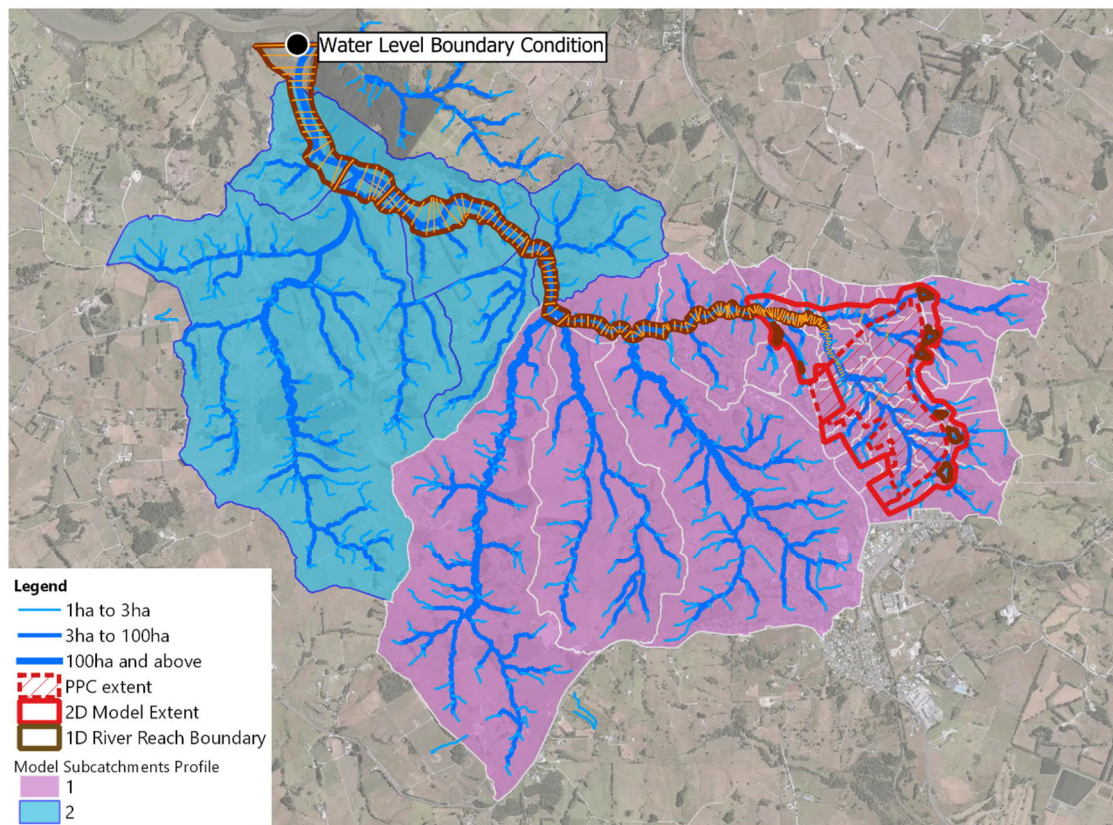 Water Level Boundary Condition
Legend
1ha to 3ha
3ha to 100ha
100ha and above
PPC extent
2D Model Extent
1D River Reach Boundary
Model Subcatchments Profile
1
2